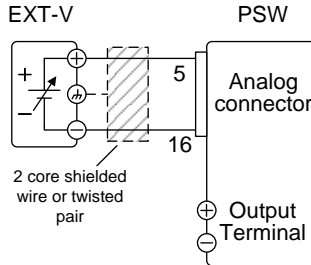 EXT-V
PSW
+
-
+
-
5
16
Analog
connector
2 core shielded
wire or twisted
pair
+
-
Output
Terminal